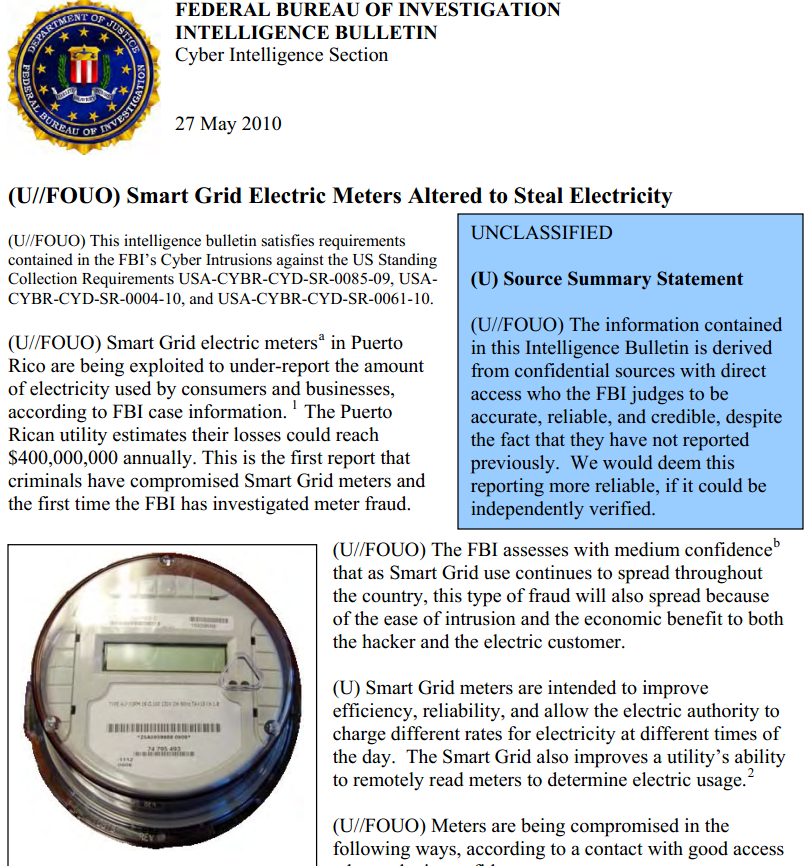 DEPARTMENT OF JUSTICE
FEDERAL BUREAU OF INVESTIGATION
FEDERAL BUREAU OF INVESTIGATION
INTELLIGENCE BULLETIN
Cyber Intelligence Section
27 May 2010
(U//FOUO) Smart Grid Electric Meters Altered to Steal Electricity
(U//FOUO) This intelligence bulletin satisfies requirements
contained in the FBI’s Cyber Intrusions against the US Standing
Collection Requirements USA-CYBR-CYD-SR-0085-09, USA-
CYBR-CYD-SR-0004-10, and USA-CYBR-CYD-SR-0061-10.
(U//FOUO) Smart Grid electric metersᵃ in Puerto
Rico are being exploited to under-report the amount
of electricity used by consumers and businesses,
according to FBI case information. ¹ The Puerto
Rican utility estimates their losses could reach
$400,000,000 annually. This is the first report that
criminals have compromised Smart Grid meters and
the first time the FBI has investigated meter fraud.
UNCLASSIFIED
(U) Source Summary Statement
(U//FOUO) The information contained
in this Intelligence Bulletin is derived
from confidential sources with direct
access who the FBI judges to be
accurate, reliable, and credible, despite
the fact that they have not reported
previously. We would deem this
reporting more reliable, if it could be
independently verified.
(U//FOUO) The FBI assesses with medium confidenceᵇ
that as Smart Grid use continues to spread throughout
the country, this type of fraud will also spread because
of the ease of intrusion and the economic benefit to both
the hacker and the electric customer.
(U) Smart Grid meters are intended to improve
efficiency, reliability, and allow the electric authority to
charge different rates for electricity at different times of
the day. The Smart Grid also improves a utility’s ability
to remotely read meters to determine electric usage.²
(U//FOUO) Meters are being compromised in the
following ways, according to a contact with good access